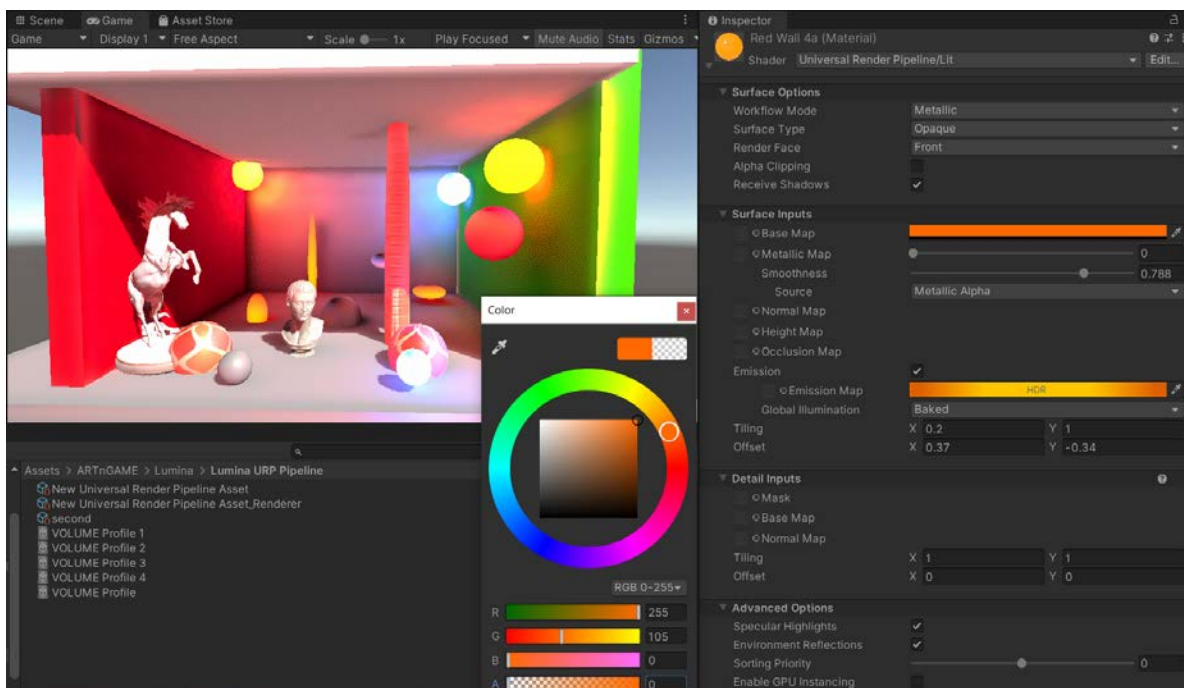 Scene Game Asset Store
Game Display 1 Free Aspect Scale 1x Play Focused Mute Audio Stats Gizmos
Assets > ARTnGAME > Lumina > Lumina URP Pipeline
New Universal Render Pipeline Asset
New Universal Render Pipeline Asset_Renderer
second
VOLUME Profile 1
VOLUME Profile 2
VOLUME Profile 3
VOLUME Profile 4
VOLUME Profile
Color
RGB 0-255
R 255
G 105
B 0
A 0
Inspector
Red Wall 4a (Material)
Shader Universal Render Pipeline/Lit Edit...
Surface Options
Workflow Mode Metallic
Surface Type Opaque
Render Face Front
Alpha Clipping
Receive Shadows
Surface Inputs
Base Map
Metallic Map 0
Smoothness 0.788
Source Metallic Alpha
Normal Map
Height Map
Occlusion Map
Emission
Emission Map HDR
Global Illumination Baked
Tiling X 0.2 Y 1
Offset X 0.37 Y -0.34
Detail Inputs
Mask
Base Map
Normal Map
Tiling X 1 Y 1
Offset X 0 Y 0
Advanced Options
Specular Highlights
Environment Reflections
Sorting Priority 0
Enable GPU Instancing